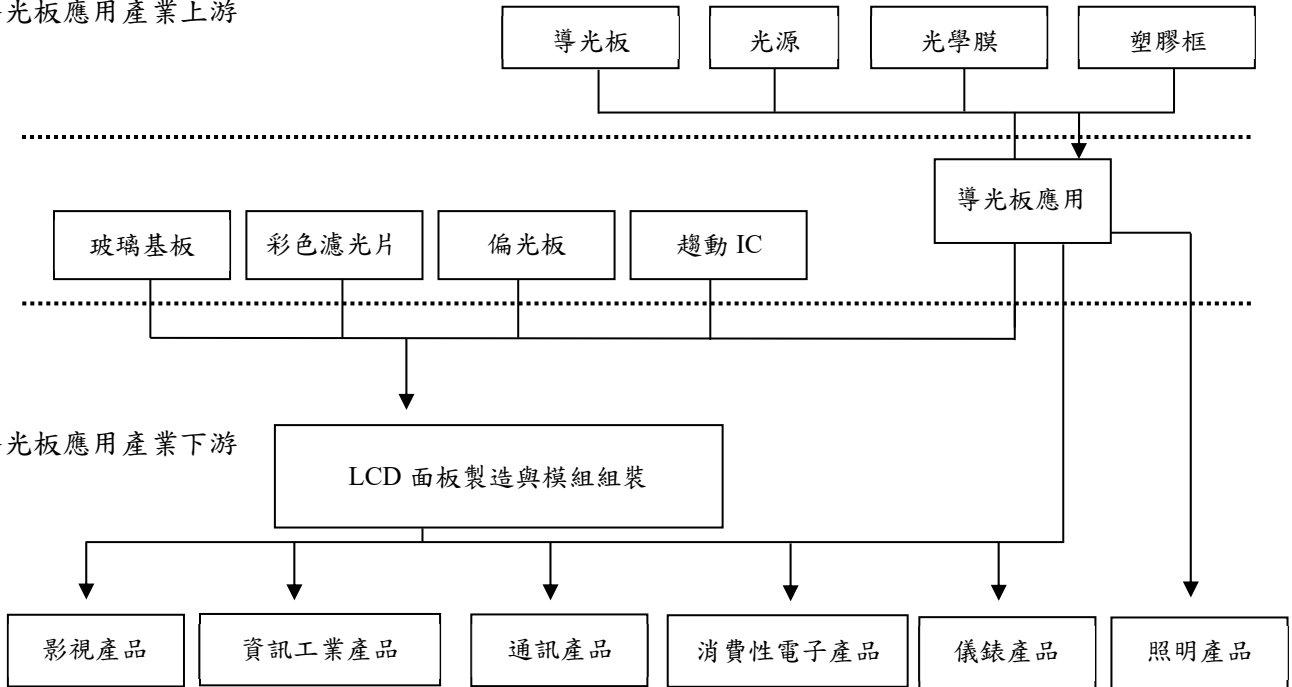 光板應用產業上游
導光板
光源
光學膜
塑膠框
導光板應用
玻璃基板
彩色濾光片
偏光板
趨動 IC
光板應用產業下游
LCD 面板製造與模組組裝
影視產品
資訊工業產品
通訊產品
消費性電子產品
儀錶產品
照明產品